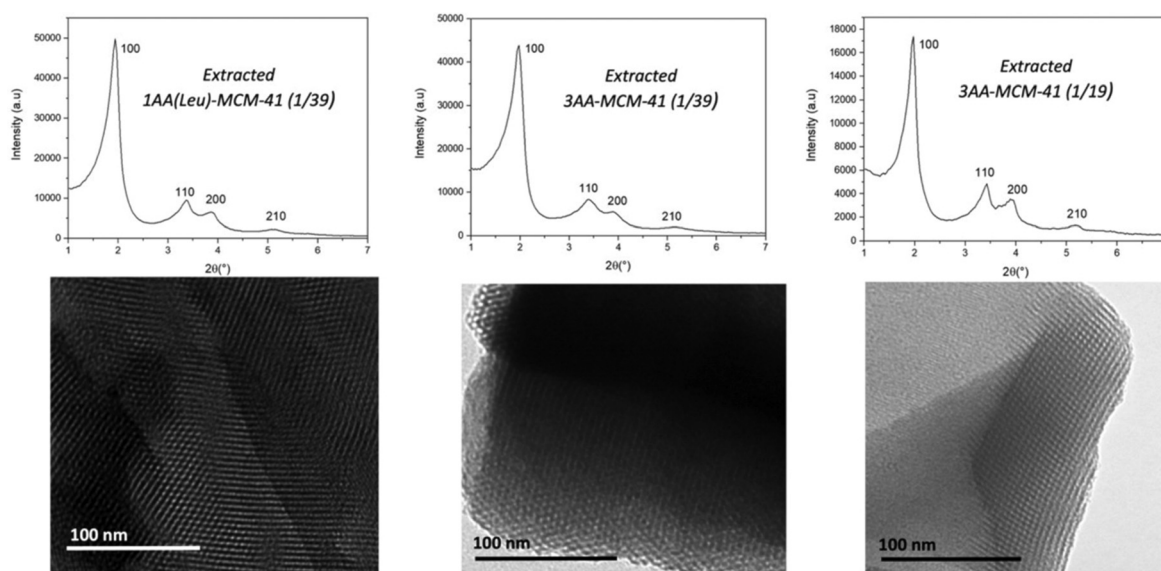 50000
40000
30000
20000
10000
0
Intensity (a.u)
100
Extracted
1AA(Leu)-MCM-41 (1/39)
110
200
210
1 2 3 4 5 6 7
2θ(°)
50000
40000
30000
20000
10000
0
Intensity (a.u)
100
Extracted
3AA-MCM-41 (1/39)
110
200
210
1 2 3 4 5 6 7
2θ(°)
18000
16000
14000
12000
10000
8000
6000
4000
2000
0
Intensity (a.u)
100
Extracted
3AA-MCM-41 (1/19)
110
200
210
1 2 3 4 5 6
2θ(°)
100 nm
100 nm
100 nm